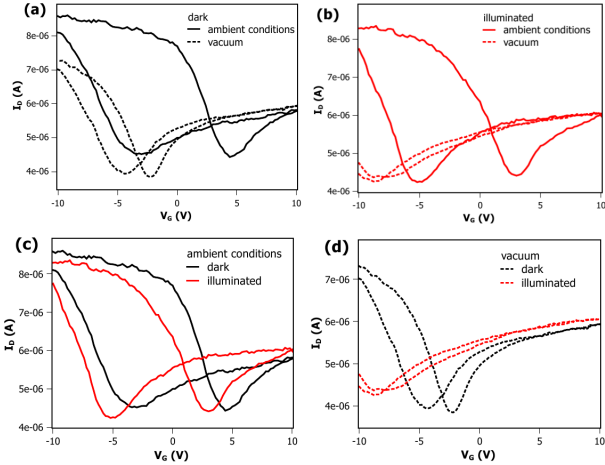 (a)
dark
ambient conditions
vacuum
8e-06
7e-06
6e-06
5e-06
4e-06
I_D (A)
-10
-5
0
5
10
V_G (V)
(b)
illuminated
ambient conditions
vacuum
8e-06
7e-06
6e-06
5e-06
4e-06
I_D (A)
-10
-5
0
5
10
V_G (V)
(c)
ambient conditions
dark
illuminated
8e-06
7e-06
6e-06
5e-06
4e-06
I_D (A)
-10
-5
0
5
10
V_G (V)
(d)
vacuum
dark
illuminated
7e-06
6e-06
5e-06
4e-06
I_D (A)
-10
-5
0
5
10
V_G (V)